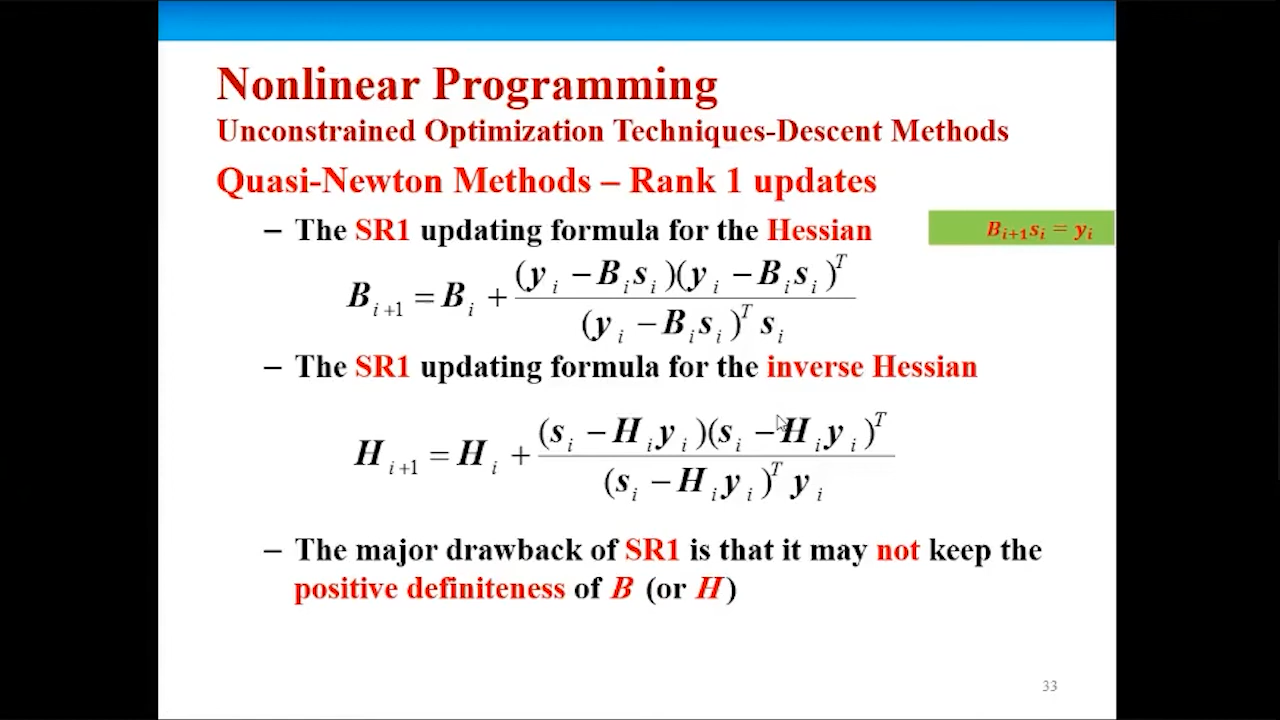 Nonlinear Programming
Unconstrained Optimization Techniques-Descent Methods
Quasi-Newton Methods – Rank 1 updates
– The SR1 updating formula for the Hessian
B_{i+1} s_i = y_i
B_{i+1} = B_i + \frac{(y_i − B_i s_i)(y_i − B_i s_i)^T}{(y_i − B_i s_i)^T s_i}
– The SR1 updating formula for the inverse Hessian
H_{i+1} = H_i + \frac{(s_i − H_i y_i)(s_i − H_i y_i)^T}{(s_i − H_i y_i)^T y_i}
– The major drawback of SR1 is that it may not keep the
positive definiteness of B (or H)
33